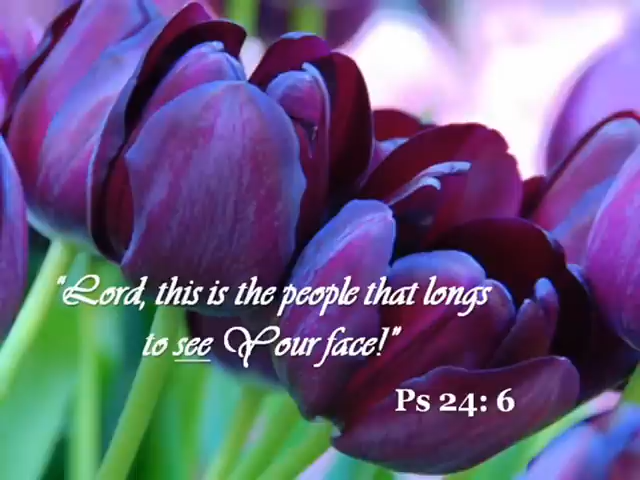 “Lord, this is the people that longs
to see Your face!”
Ps 24: 6